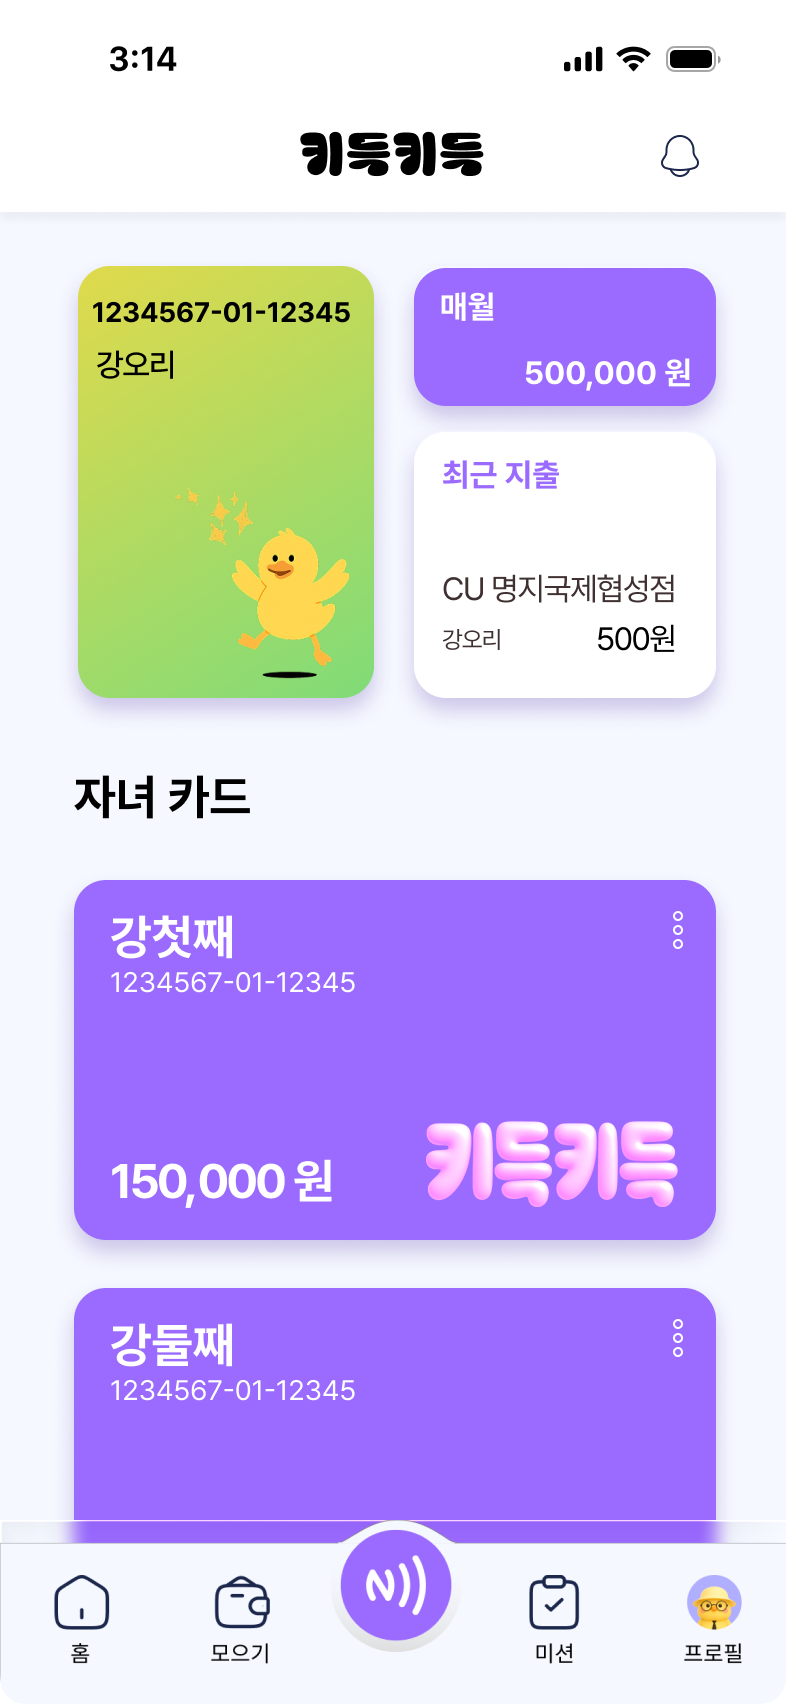 3:14
키득키득
1234567-01-12345
강오리
매월
500,000 원
최근 지출
CU 명지국제협성점
강오리 500원
자녀 카드
강첫째
1234567-01-12345
150,000 원
키득키득
강둘째
1234567-01-12345
홈
모으기
미션
프로필